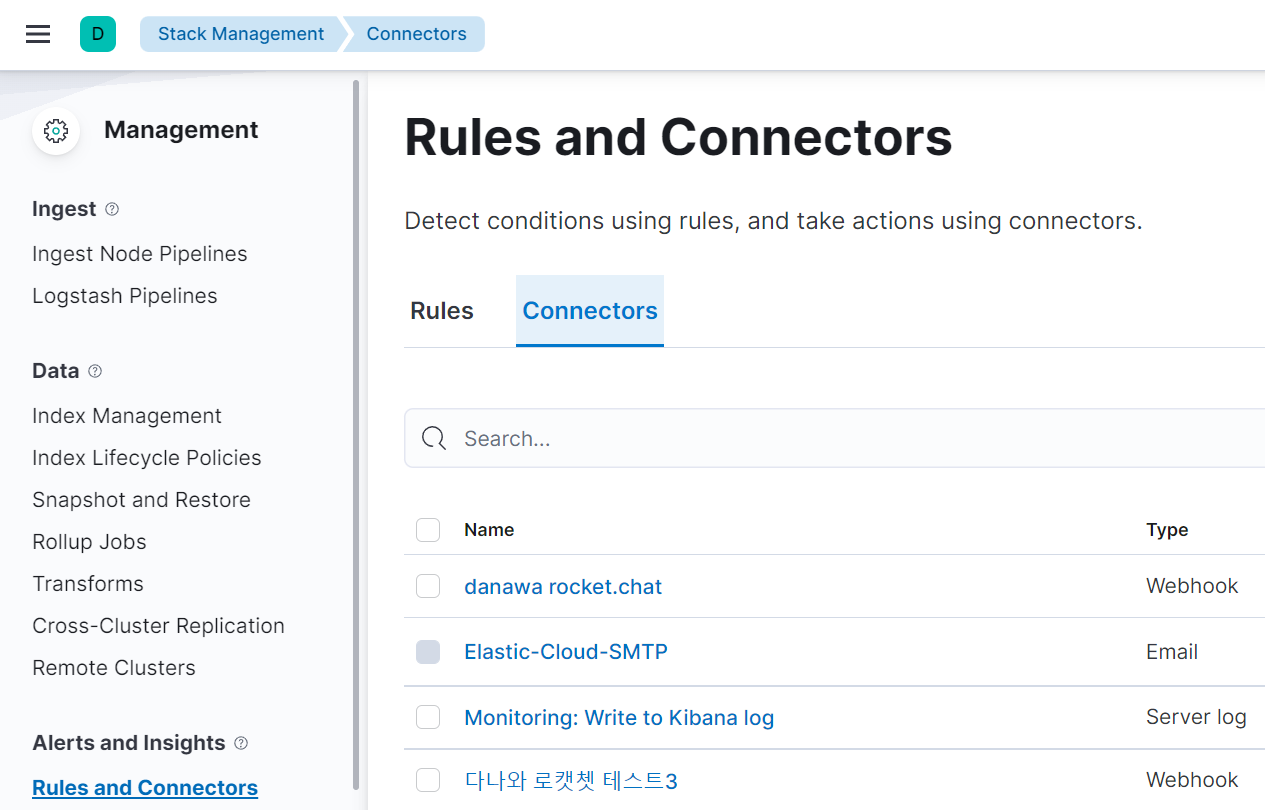 D
Stack Management
Connectors
Management
Ingest
Ingest Node Pipelines
Logstash Pipelines
Data
Index Management
Index Lifecycle Policies
Snapshot and Restore
Rollup Jobs
Transforms
Cross-Cluster Replication
Remote Clusters
Alerts and Insights
Rules and Connectors
Rules and Connectors
Detect conditions using rules, and take actions using connectors.
Rules
Connectors
Search...
Name Type
danawa rocket.chat Webhook
Elastic-Cloud-SMTP Email
Monitoring: Write to Kibana log Server log
다나와 로캣쳇 테스트3 Webhook